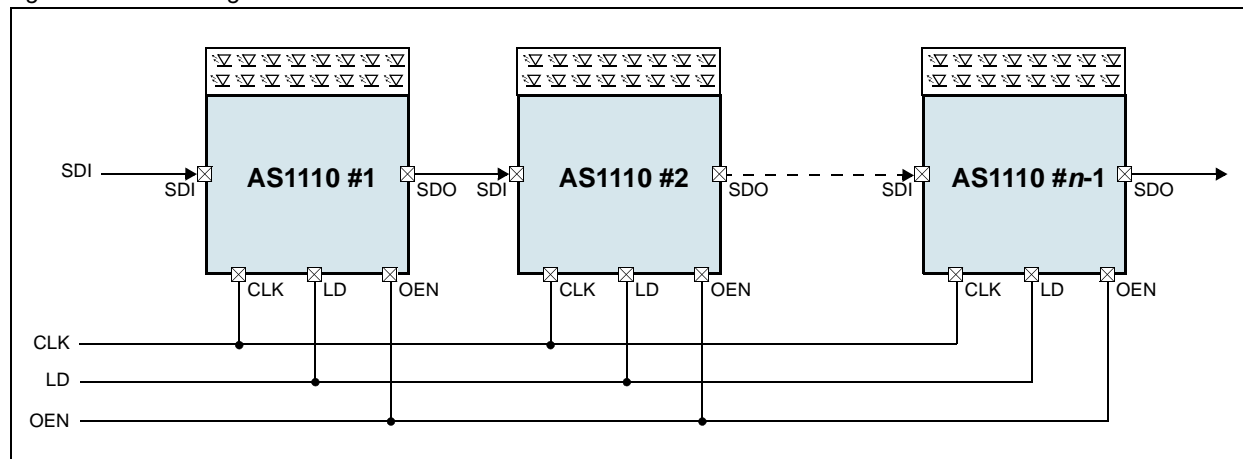 SDI
SDI
AS1110 #1
SDO
SDI
AS1110 #2
SDO
SDI
AS1110 #n-1
SDO
CLK
LD
OEN
CLK
LD
OEN
CLK
LD
OEN
CLK
LD
OEN